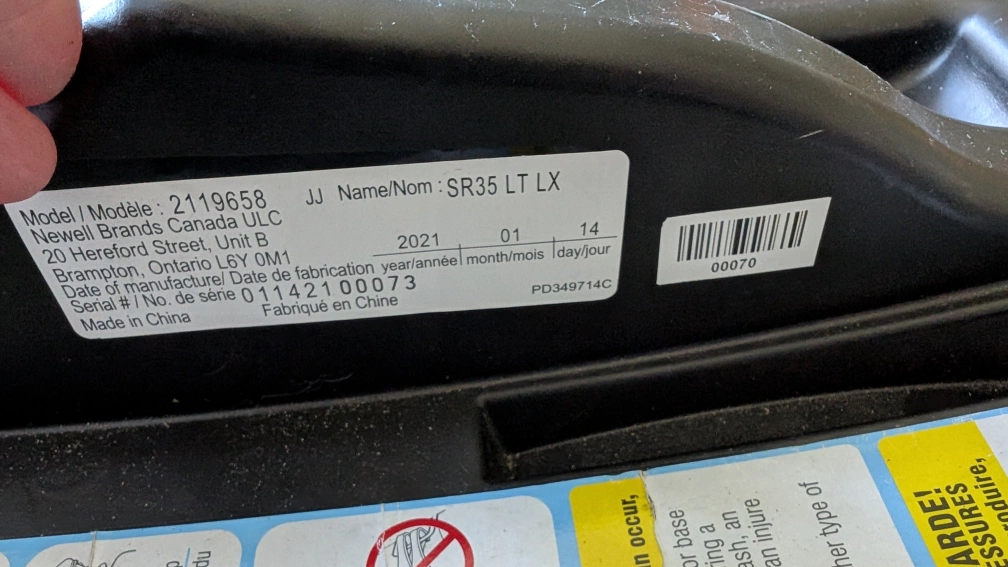 Model / Modèle : 2119658 JJ Name/Nom : SR35 LT LX
Newell Brands Canada ULC
20 Hereford Street, Unit B
Brampton, Ontario L6Y 0M1
2021 01 14
Date of manufacture/ Date de fabrication year/année month/mois day/jour
Serial # / No. de série 011421 00073
Made in China Fabriqué en Chine PD349714C
00070
du
n occur,
or base
ring a
ash, an
an injure
her type of
ARDE!
ESSURES